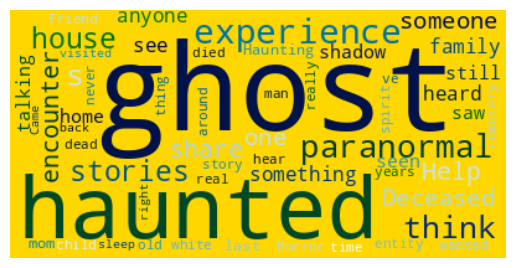 Friend anyone someone
house experience
visited see died Haunting shadow family
talking never s thing ghost really ve still
Came encounter around man heard saw
home share one paranormal spirit
back dead stories story hear seen Help
right real something years Deceased
haunted think
mom child sleep old white last Horror time entity wanted